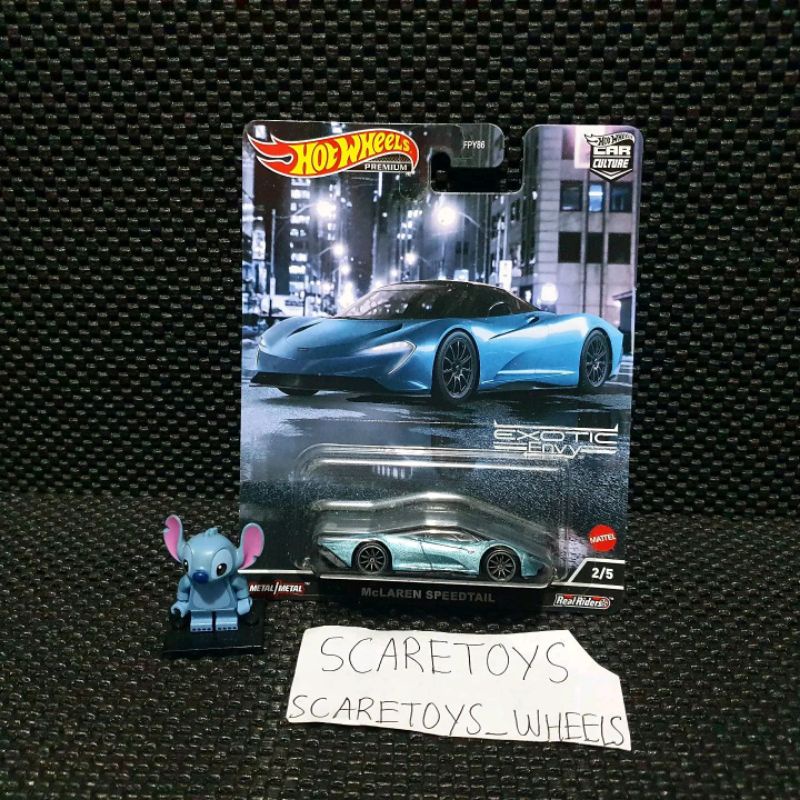 HOT WHEELS
PREMIUM
FPY86
HOT WHEELS
CAR
CULTURE
EXOTIC
Envy
MATTEL
2/5
METAL/METAL
McLAREN SPEEDTAIL
Real Riders
SCARETOYS
SCARETOYS_WHEELS